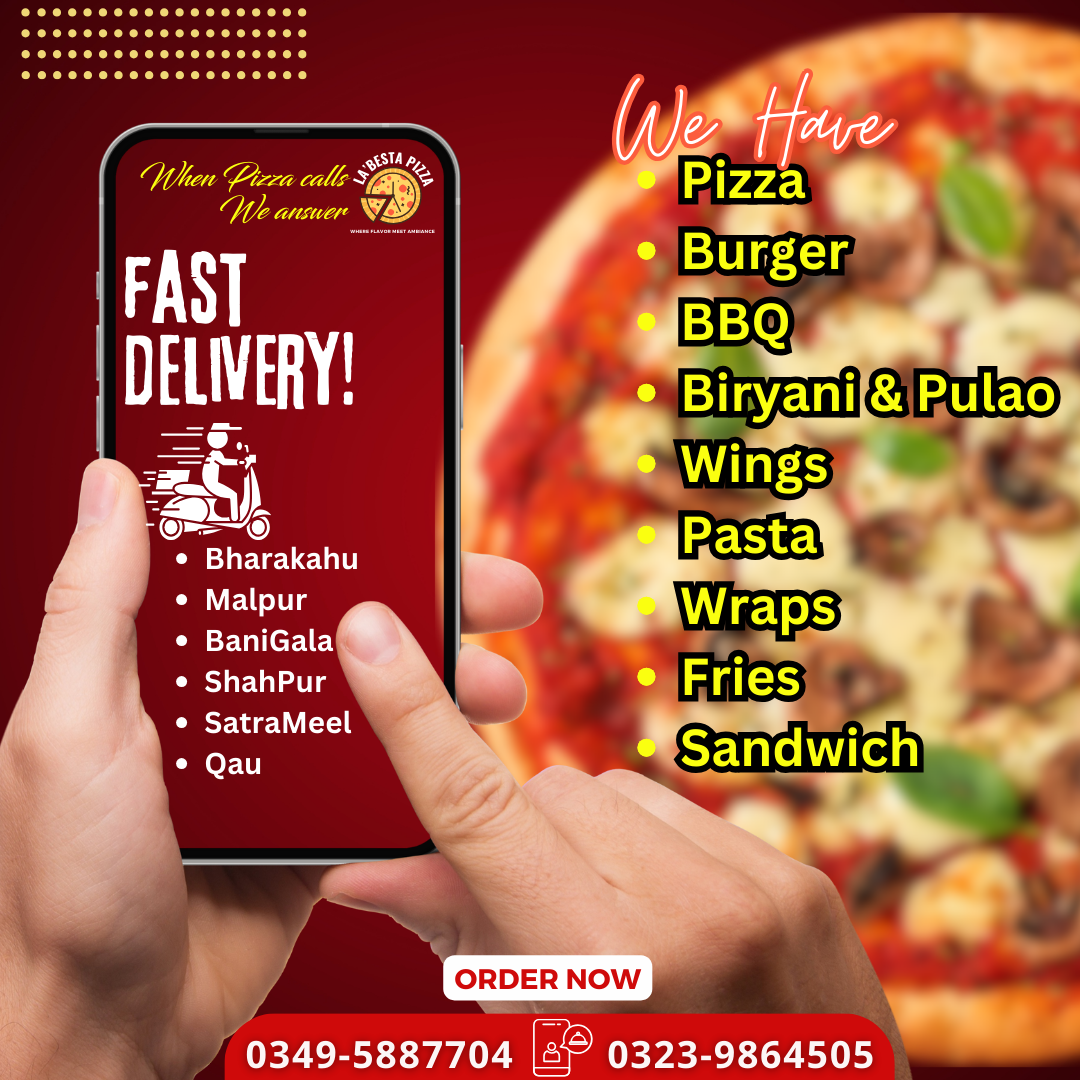 When Pizza calls
We answer
LA'BESTA PIZZA
WHERE FLAVOR MEET AMBIANCE
FAST
DELIVERY!
• Bharakahu
• Malpur
• BaniGala
• ShahPur
• SatraMeel
• Qau
We Have
• Pizza
• Burger
• BBQ
• Biryani & Pulao
• Wings
• Pasta
• Wraps
• Fries
• Sandwich
ORDER NOW
0349-5887704
0323-9864505